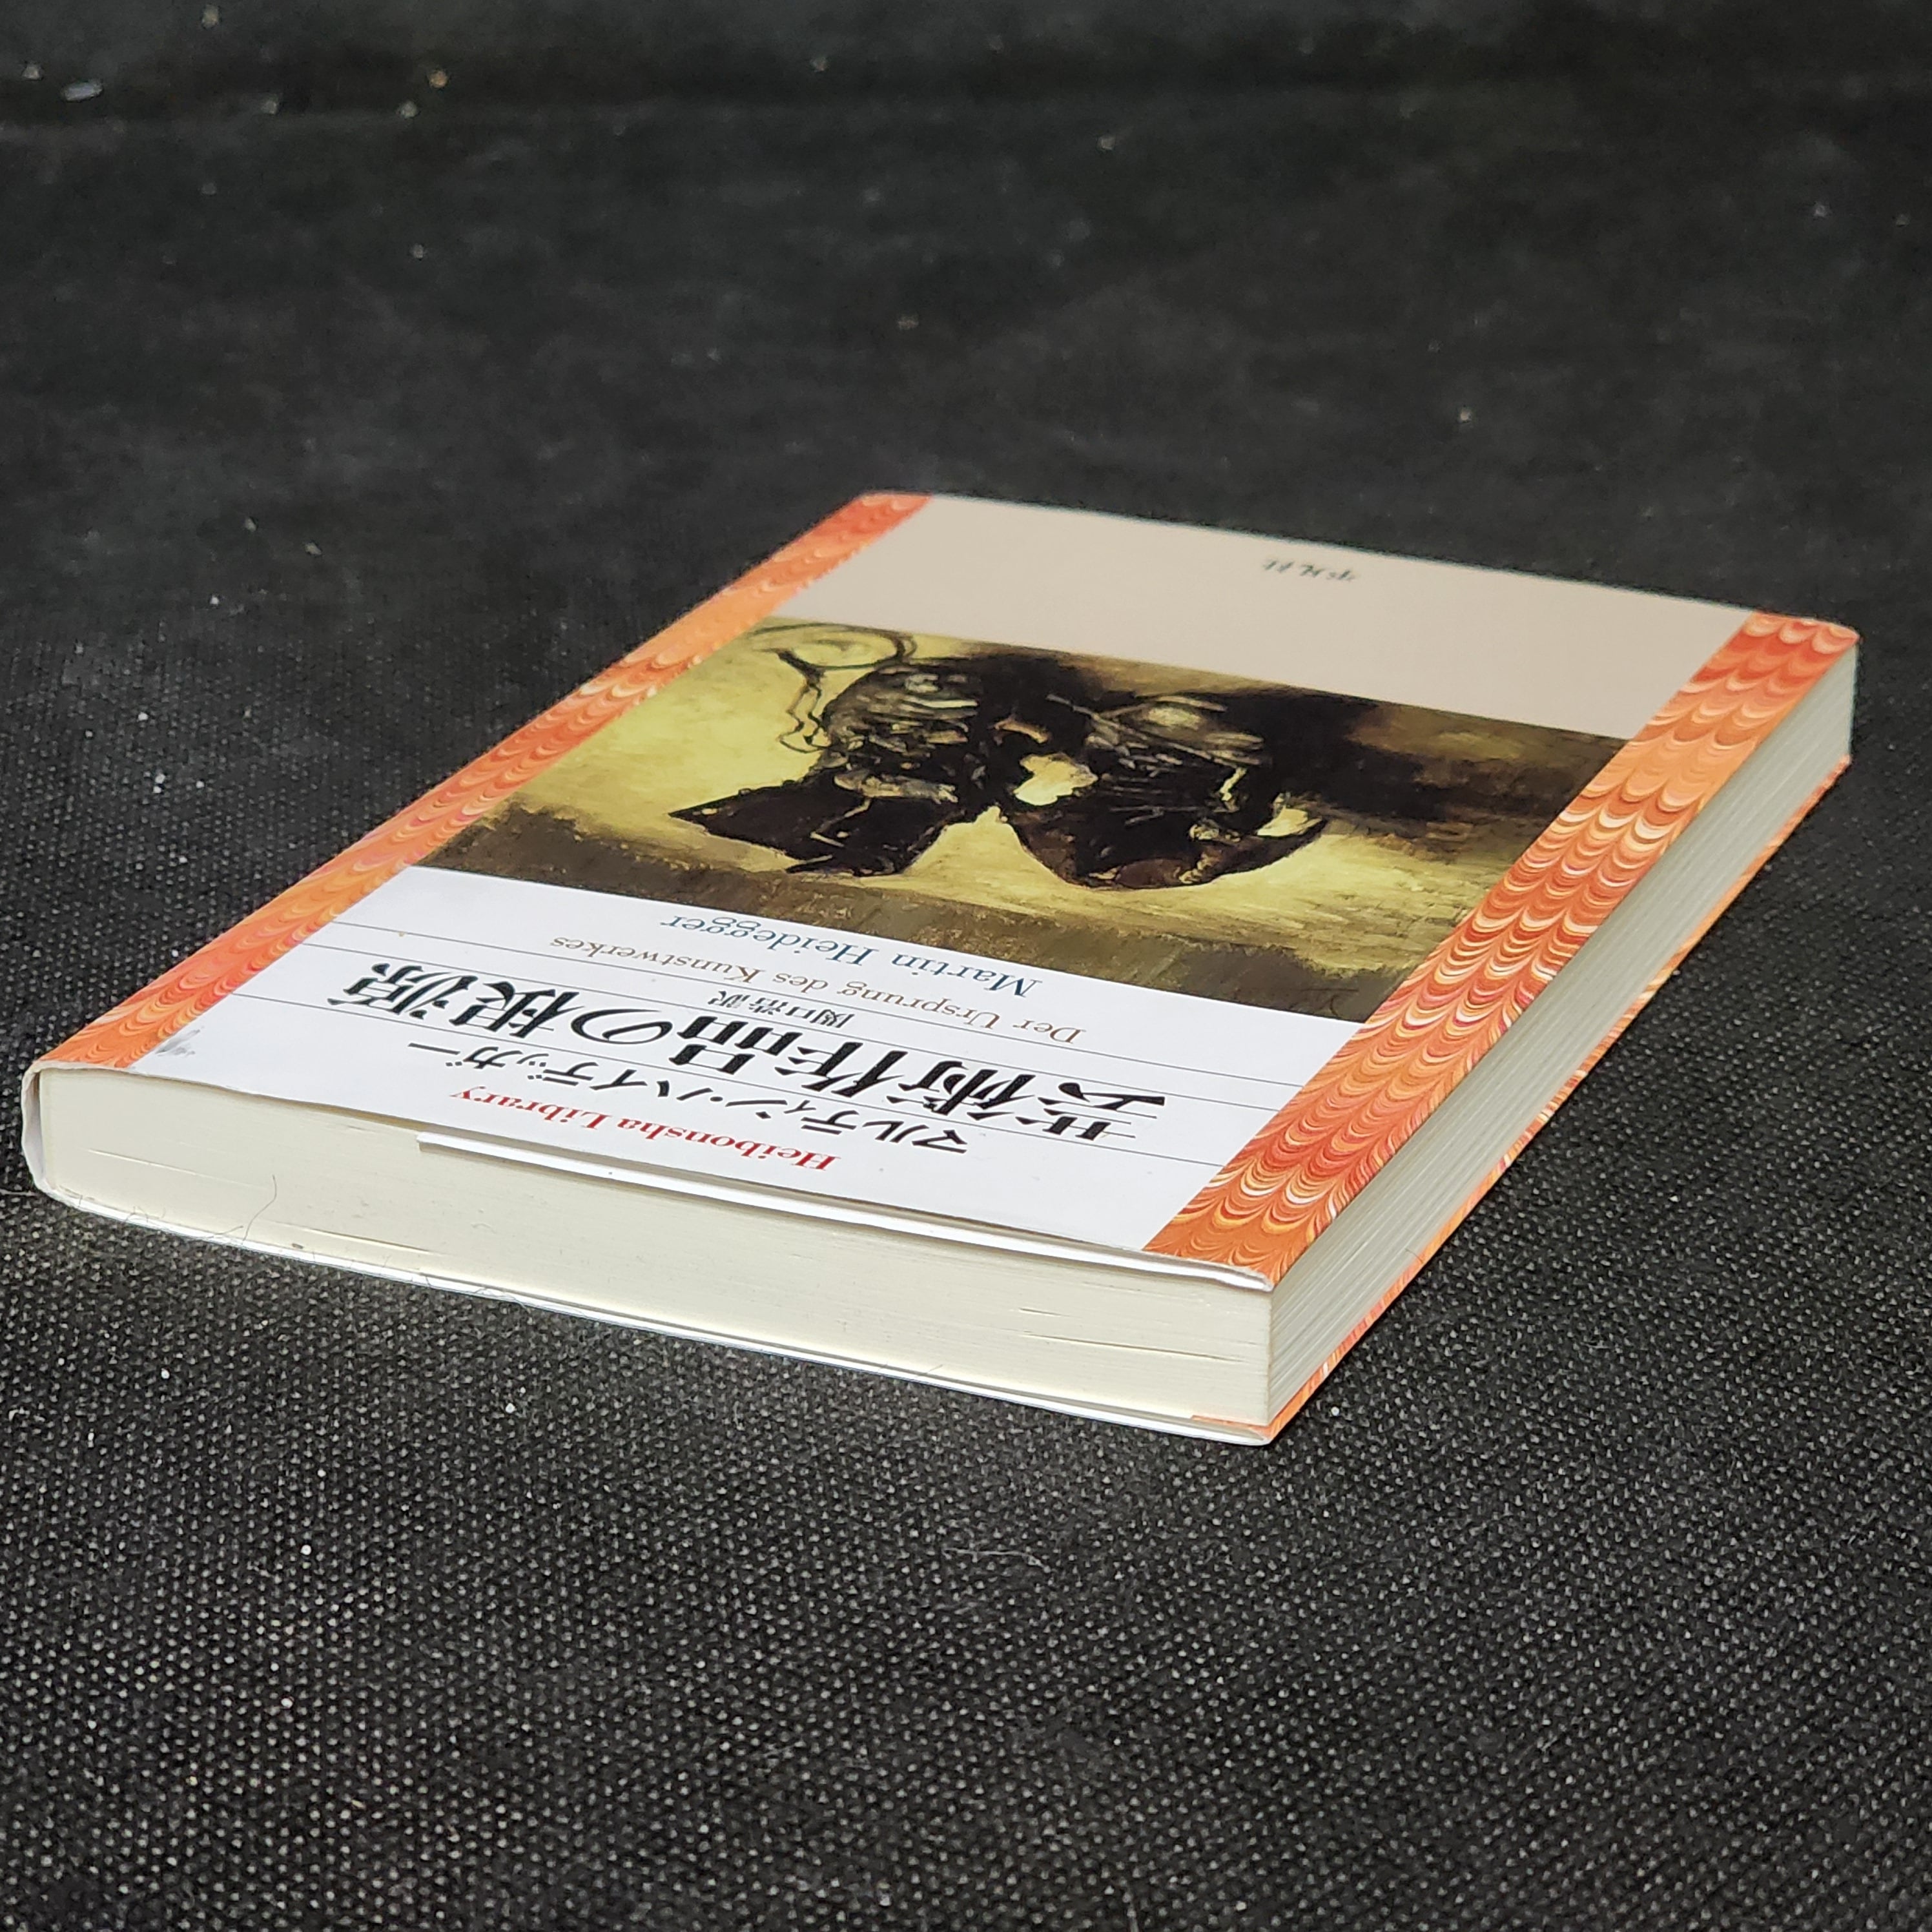 Heibonsha Library
マルティン・ハイデッガー
芸術作品の根源
関口浩 訳
Der Ursprung des Kunstwerkes
Martin Heidegger
平凡社